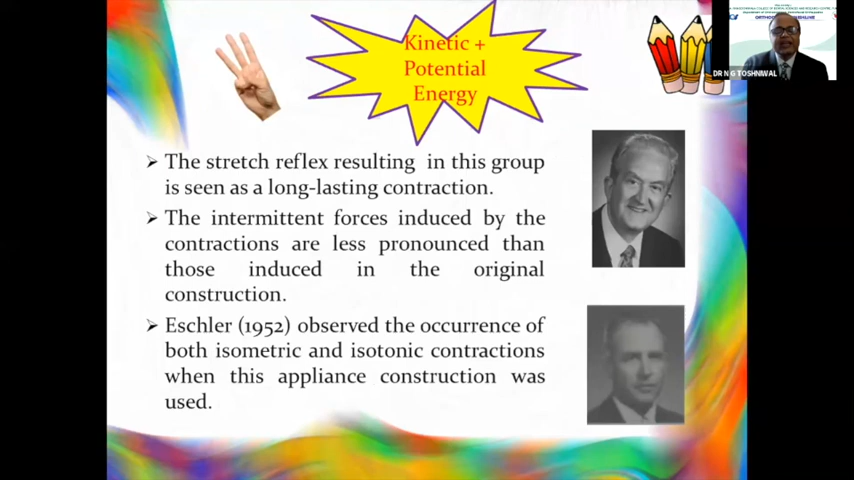 Kinetic +
Potential
Energy
DR N G TOSHNIWAL
➢ The stretch reflex resulting in this group
is seen as a long-lasting contraction.
➢ The intermittent forces induced by the
contractions are less pronounced than
those induced in the original
construction.
➢ Eschler (1952) observed the occurrence of
both isometric and isotonic contractions
when this appliance construction was
used.